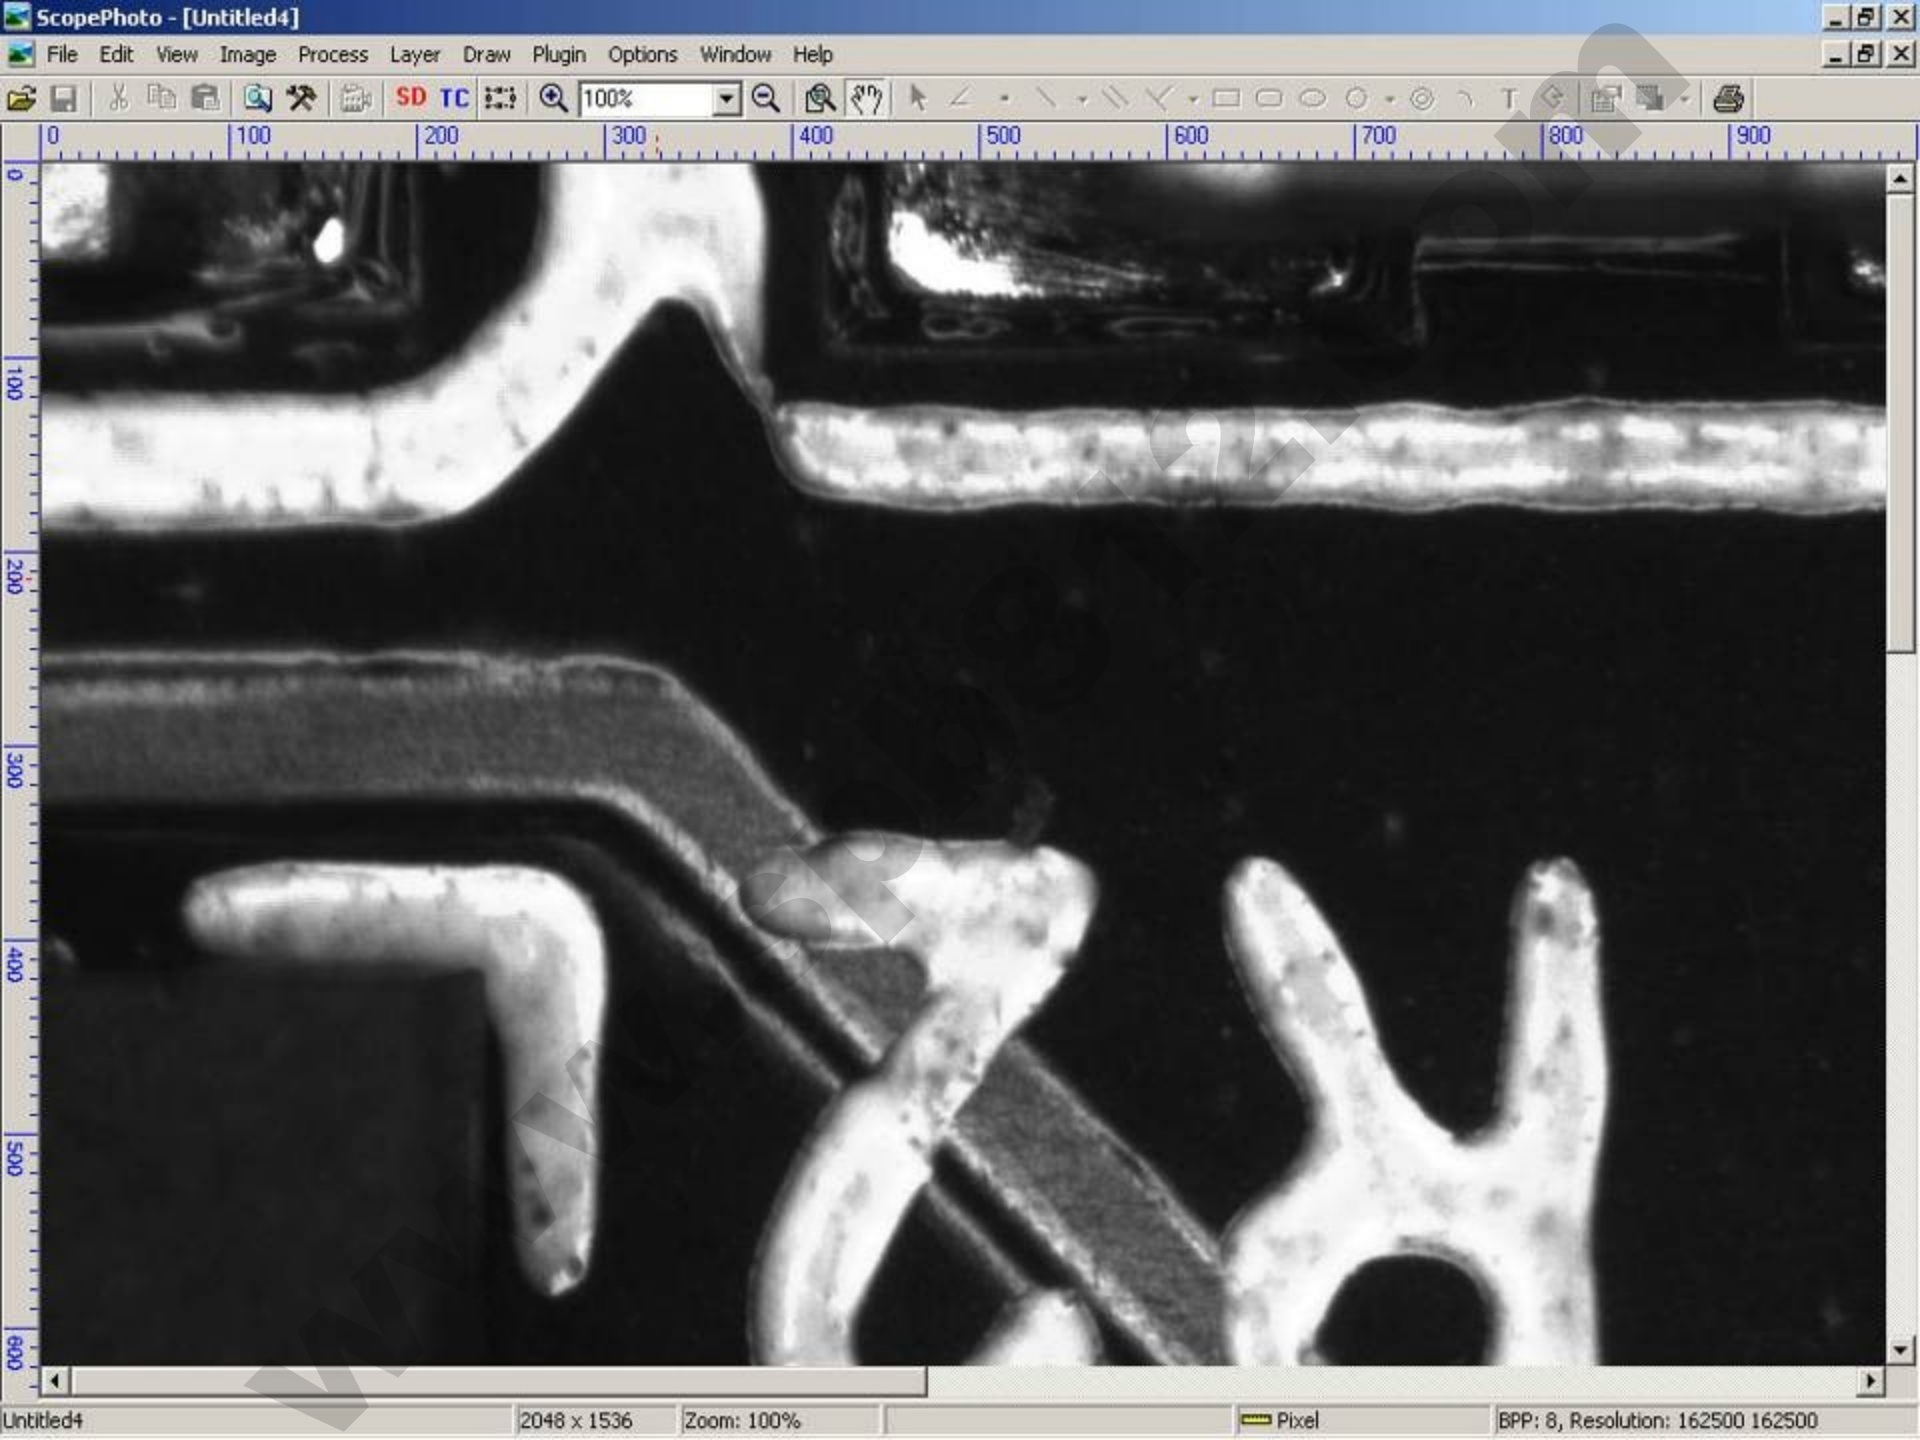 ScopePhoto - [Untitled4]
File Edit View Image Process Layer Draw Plugin Options Window Help
SD TC 100% T
0 100 200 300 400 500 600 700 800 900
0
100
200
300
400
500
600
Untitled4 2048 x 1536 Zoom: 100% Pixel BPP: 8, Resolution: 162500 162500